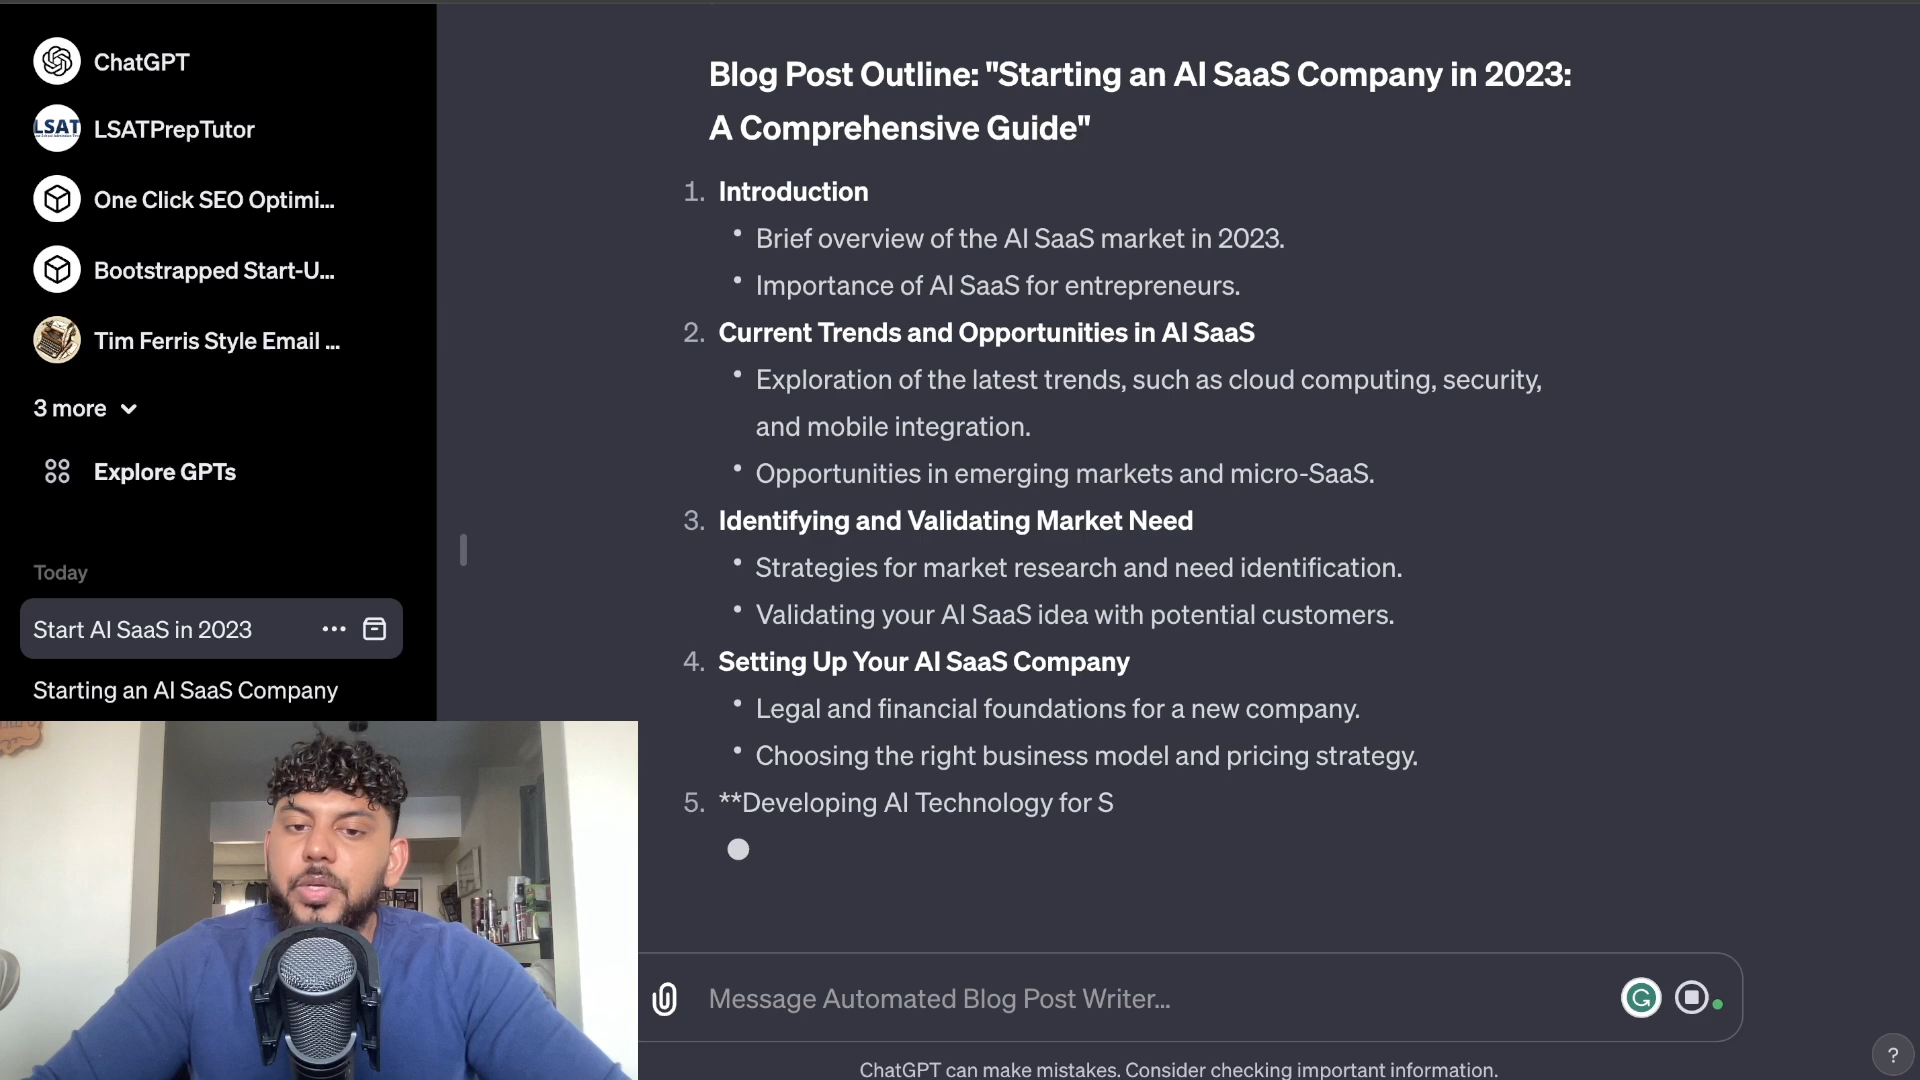 ChatGPT
LSAT
LSATPrepTutor
One Click SEO Optimi...
Bootstrapped Start-U...
Tim Ferris Style Email ...
3 more
Explore GPTs
Today
Start AI SaaS in 2023
Starting an AI SaaS Company
Blog Post Outline: "Starting an AI SaaS Company in 2023:
A Comprehensive Guide"
1. Introduction
• Brief overview of the AI SaaS market in 2023.
• Importance of AI SaaS for entrepreneurs.
2. Current Trends and Opportunities in AI SaaS
• Exploration of the latest trends, such as cloud computing, security,
and mobile integration.
• Opportunities in emerging markets and micro-SaaS.
3. Identifying and Validating Market Need
• Strategies for market research and need identification.
• Validating your AI SaaS idea with potential customers.
4. Setting Up Your AI SaaS Company
• Legal and financial foundations for a new company.
• Choosing the right business model and pricing strategy.
5. **Developing AI Technology for S
Message Automated Blog Post Writer...
ChatGPT can make mistakes. Consider checking important information.
?